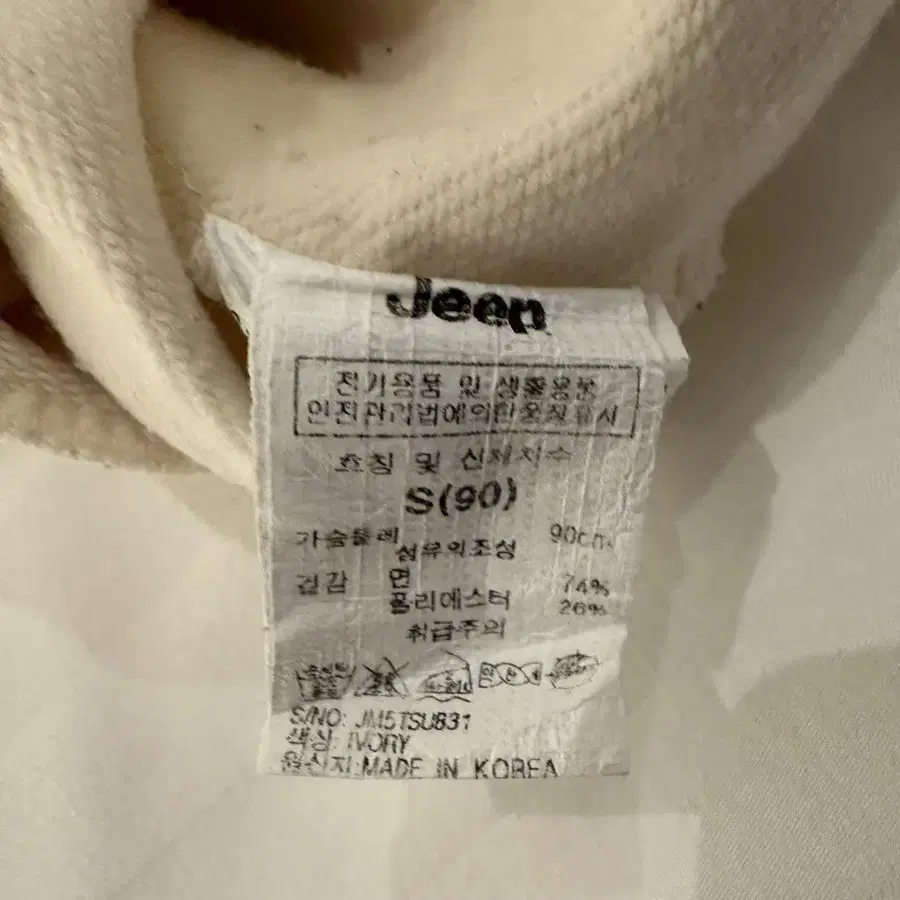 Jeep
전기용품 및 생활용품
안전관리법에의한품질표시
호칭 및 신체치수
S(90)
가슴둘레 90cm
섬유의조성
겉감 면 74%
폴리에스터 26%
취급주의
S/NO: JM5TSU831
색상: IVORY
원산지:MADE IN KOREA